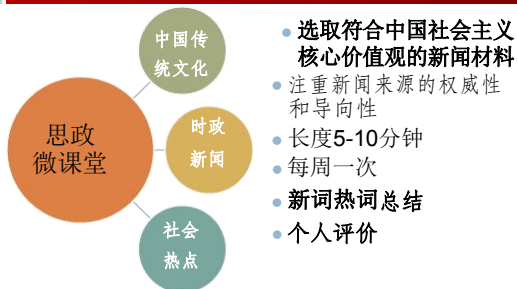 中国传
统文化
思政
微课堂
时政
新闻
社会
热点
选取符合中国社会主义
核心价值观的新闻材料
注重新闻来源的权威性
和导向性
长度5-10分钟
每周一次
新词热词总结
个人评价